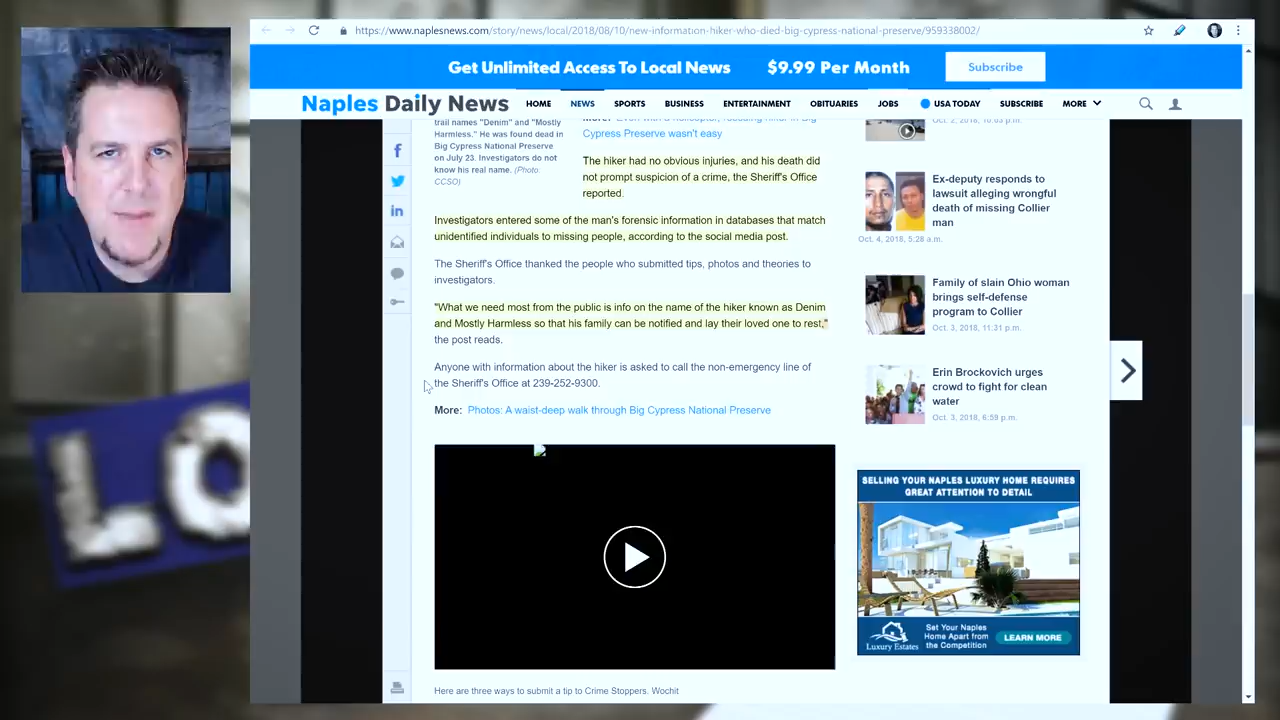 https://www.naplesnews.com/story/news/local/2018/08/10/new-information-hiker-who-died-big-cypress-national-preserve/959338002/
Get Unlimited Access To Local News $9.99 Per Month Subscribe
Naples Daily News HOME NEWS SPORTS BUSINESS ENTERTAINMENT OBITUARIES JOBS USA TODAY SUBSCRIBE MORE
trail names "Denim" and "Mostly
Harmless." He was found dead in
Big Cypress National Preserve
on July 23. Investigators do not
know his real name. (Photo:
CCSO)
More: Even with a helicopter, rescuing hiker in Big
Cypress Preserve wasn't easy
The hiker had no obvious injuries, and his death did
not prompt suspicion of a crime, the Sheriff's Office
reported.
Investigators entered some of the man's forensic information in databases that match
unidentified individuals to missing people, according to the social media post.
The Sheriff's Office thanked the people who submitted tips, photos and theories to
investigators.
"What we need most from the public is info on the name of the hiker known as Denim
and Mostly Harmless so that his family can be notified and lay their loved one to rest,"
the post reads.
Anyone with information about the hiker is asked to call the non-emergency line of
the Sheriff's Office at 239-252-9300.
More: Photos: A waist-deep walk through Big Cypress National Preserve
Here are three ways to submit a tip to Crime Stoppers. Wochit
Oct. 2, 2018, 10:03 p.m.
Ex-deputy responds to
lawsuit alleging wrongful
death of missing Collier
man
Oct. 4, 2018, 5:28 a.m.
Family of slain Ohio woman
brings self-defense
program to Collier
Oct. 3, 2018, 11:31 p.m.
Erin Brockovich urges
crowd to fight for clean
water
Oct. 3, 2018, 6:59 p.m.
SELLING YOUR NAPLES LUXURY HOME REQUIRES
GREAT ATTENTION TO DETAIL
Luxury Estates
Set Your Naples
Home Apart from
the Competition
LEARN MORE
LO